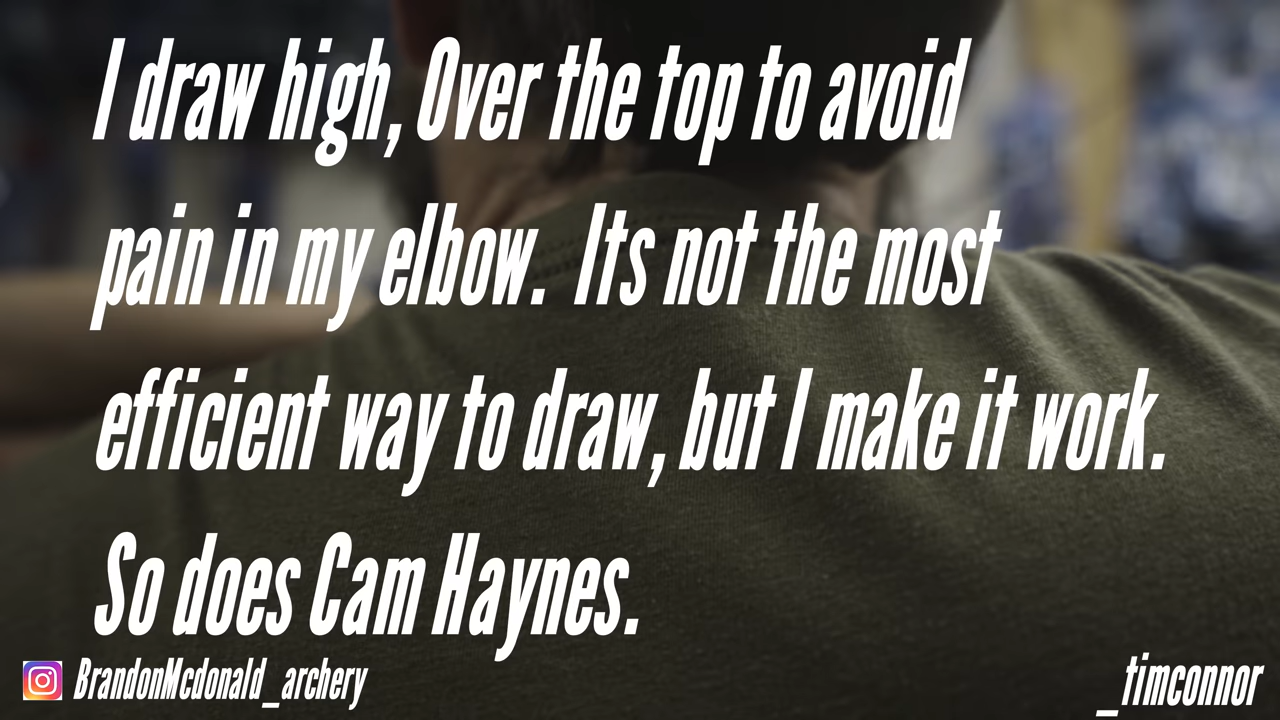 I draw high, Over the top to avoid
pain in my elbow. Its not the most
efficient way to draw, but I make it work.
So does Cam Haynes.
BrandonMcdonald_archery
_timconnor